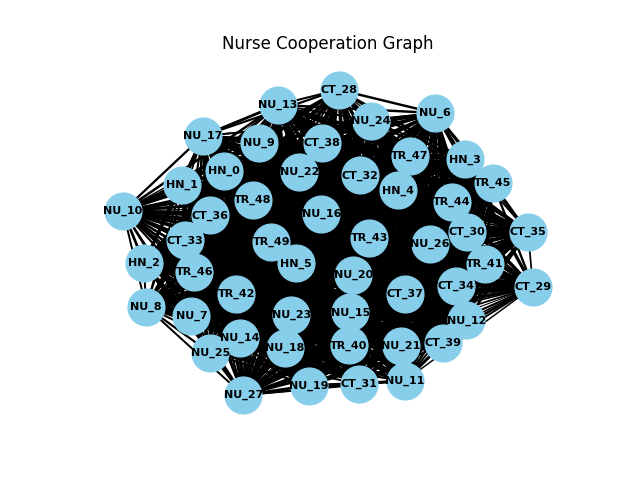 Nurse Cooperation Graph
CT_28
NU_13
NU_6
NU_24
NU_17
NU_9
CT_38
TR_47
HN_3
HN_0
NU_22
CT_32
HN_1
TR_45
HN_4
TR_48
TR_44
NU_10
CT_36
NU_16
CT_30
CT_35
CT_33
TR_49
TR_43
NU_26
HN_2
HN_5
TR_41
TR_46
NU_20
CT_34
CT_29
TR_42
CT_37
NU_8
NU_7
NU_23
NU_15
NU_12
NU_14
CT_39
NU_25
NU_18
TR_40
NU_21
NU_27
NU_19
CT_31
NU_11